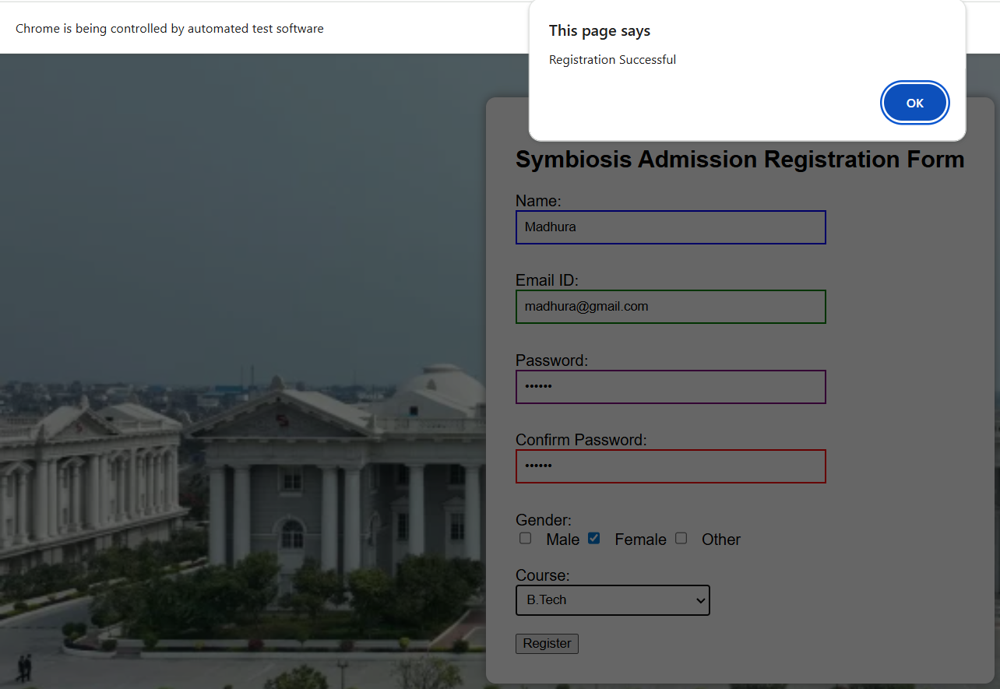 Chrome is being controlled by automated test software
This page says
Registration Successful
OK
Symbiosis Admission Registration Form
Name:
Madhura
Email ID:
madhura@gmail.com
Password:
••••••
Confirm Password:
••••••
Gender:
Male Female Other
Course:
B.Tech
Register